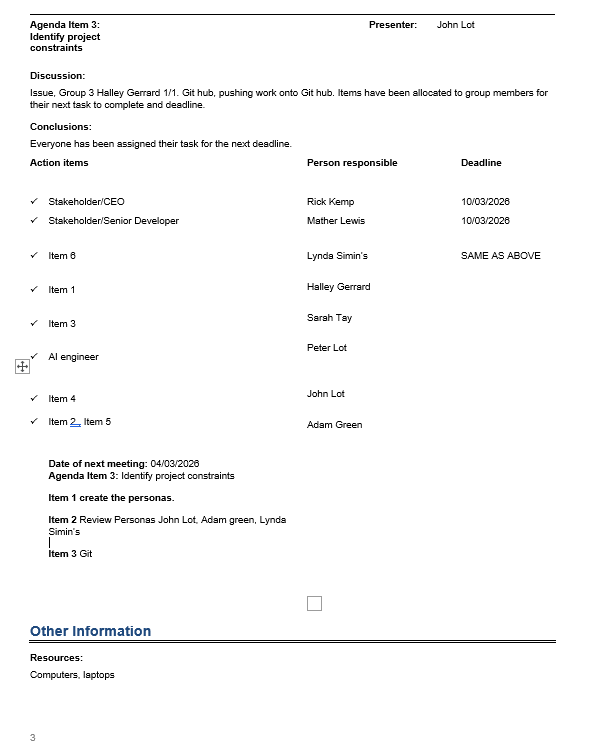 Agenda Item 3: Presenter: John Lot
Identify project
constraints
Discussion:
Issue, Group 3 Halley Gerrard 1/1. Git hub, pushing work onto Git hub. Items have been allocated to group members for
their next task to complete and deadline.
Conclusions:
Everyone has been assigned their task for the next deadline.
Action items Person responsible Deadline
✓ Stakeholder/CEO Rick Kemp 10/03/2026
✓ Stakeholder/Senior Developer Mather Lewis 10/03/2026
✓ Item 6 Lynda Simin's SAME AS ABOVE
✓ Item 1 Halley Gerrard
✓ Item 3 Sarah Tay
✓ AI engineer Peter Lot
✓ Item 4 John Lot
✓ Item 2,. Item 5 Adam Green
Date of next meeting: 04/03/2026
Agenda Item 3: Identify project constraints
Item 1 create the personas.
Item 2 Review Personas John Lot, Adam green, Lynda
Simin's
Item 3 Git
Other Information
Resources:
Computers, laptops
3